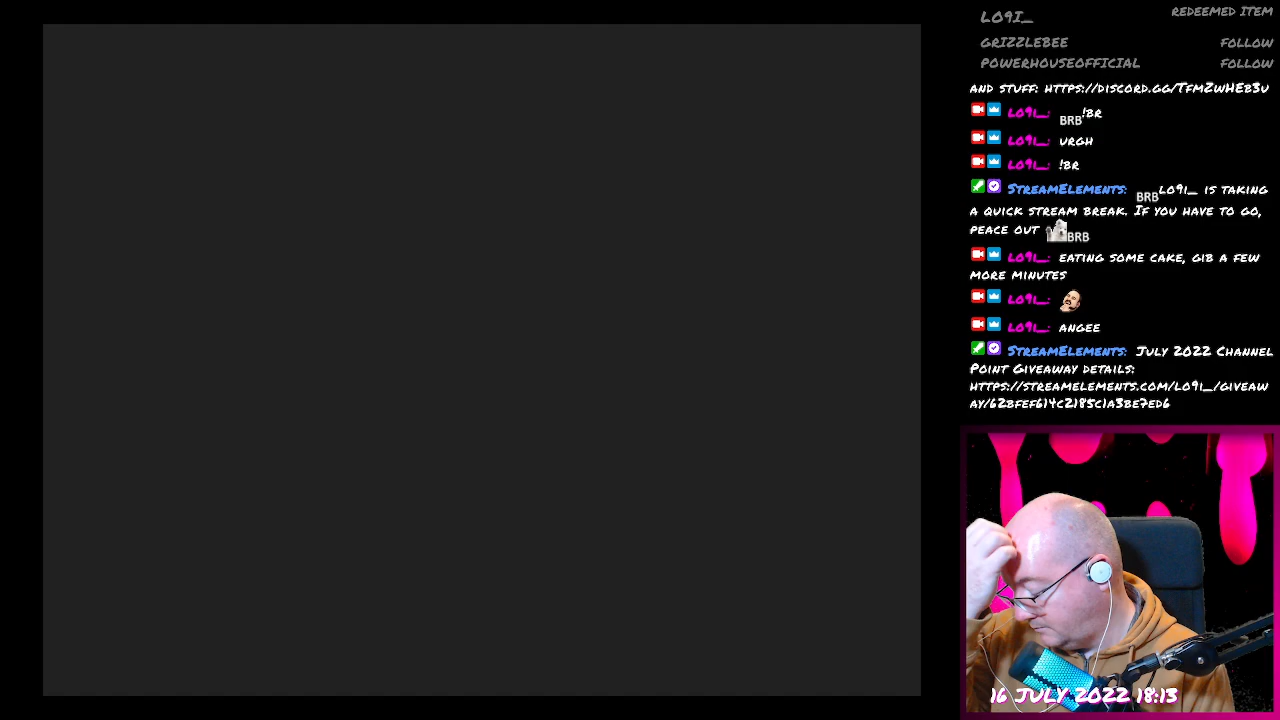 LO9I_ REDEEMED ITEM
GRIZZLEBEE FOLLOW
POWERHOUSEOFFICIAL FOLLOW
AND STUFF: HTTPS://DISCORD.GG/TFMZWHEB3U
LO9I_: BRB !BR
LO9I_: URGH
LO9I_: !BR
STREAMELEMENTS: BRB LO9I_ IS TAKING
A QUICK STREAM BREAK. IF YOU HAVE TO GO,
PEACE OUT BRB
LO9I_: EATING SOME CAKE, GIB A FEW
MORE MINUTES
LO9I_:
LO9I_: ANGEE
STREAMELEMENTS: JULY 2022 CHANNEL
POINT GIVEAWAY DETAILS:
HTTPS://STREAMELEMENTS.COM/LO9I_/GIVEAW
AY/62BFEF614C2185C1A3BE7ED6
16 JULY 2022 18:13